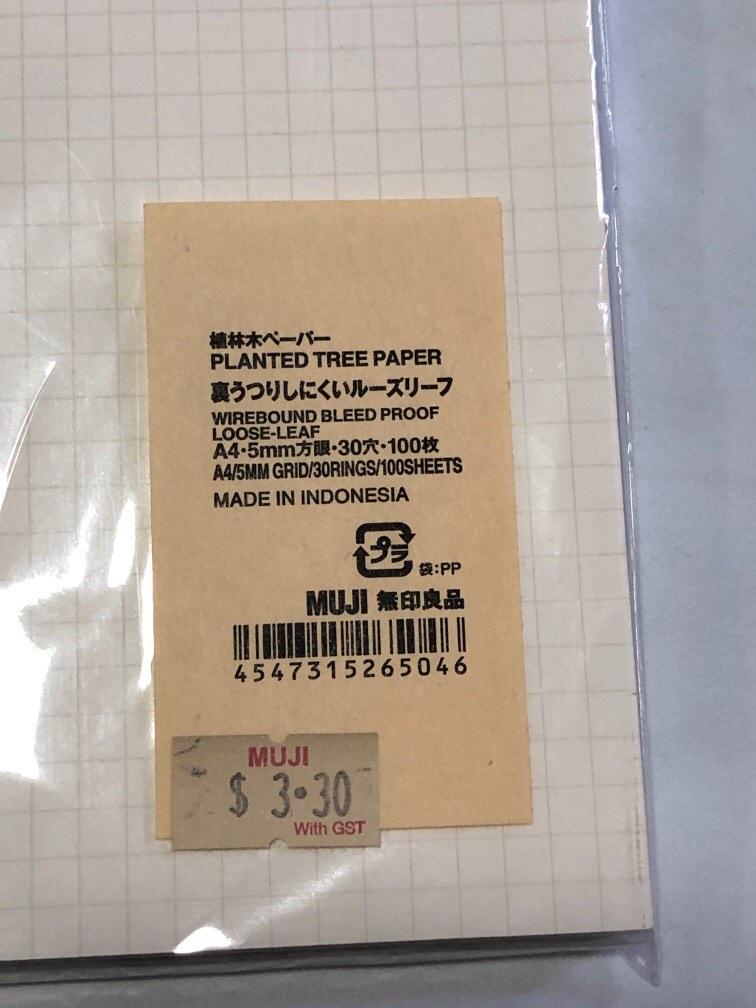 植林木ペーパー
PLANTED TREE PAPER
裏うつりしにくいルーズリーフ
WIREBOUND BLEED PROOF
LOOSE-LEAF
A4・5mm方眼・30穴・100枚
A4/5MM GRID/30RINGS/100SHEETS
MADE IN INDONESIA
プラ
袋:PP
MUJI 無印良品
4547315265046
MUJI
$ 3.30
With GST